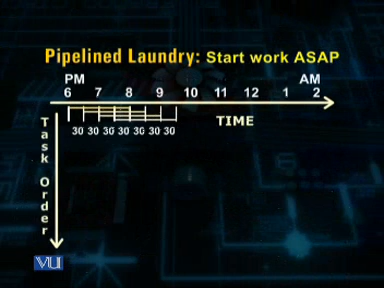 Pipelined Laundry: Start work ASAP
PM AM
6 7 8 9 10 11 12 1 2
30 30 30 30 30 30 30
TIME
Task Order
VU